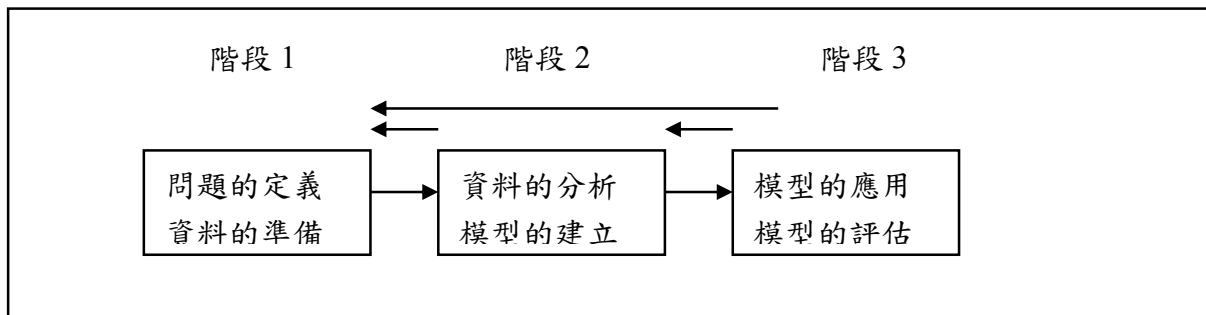 階段 1 階段 2 階段 3
問題的定義 資料的分析 模型的應用
資料的準備 模型的建立 模型的評估